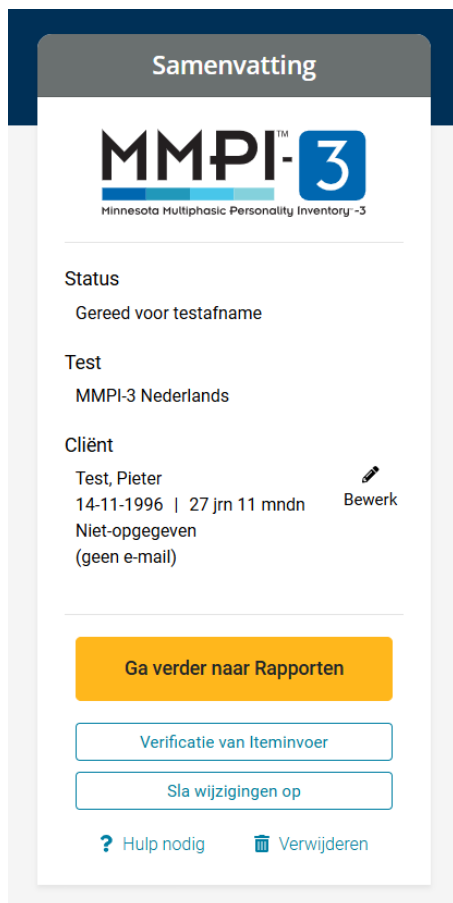 Samenvatting
MMPI™-3
Minnesota Multiphasic Personality Inventory™-3
Status
Gereed voor testafname
Test
MMPI-3 Nederlands
Cliënt
Test, Pieter
14-11-1996 | 27 jrn 11 mndn
Bewerk
Niet-opgegeven
(geen e-mail)
Ga verder naar Rapporten
Verificatie van Iteminvoer
Sla wijzigingen op
? Hulp nodig
Verwijderen